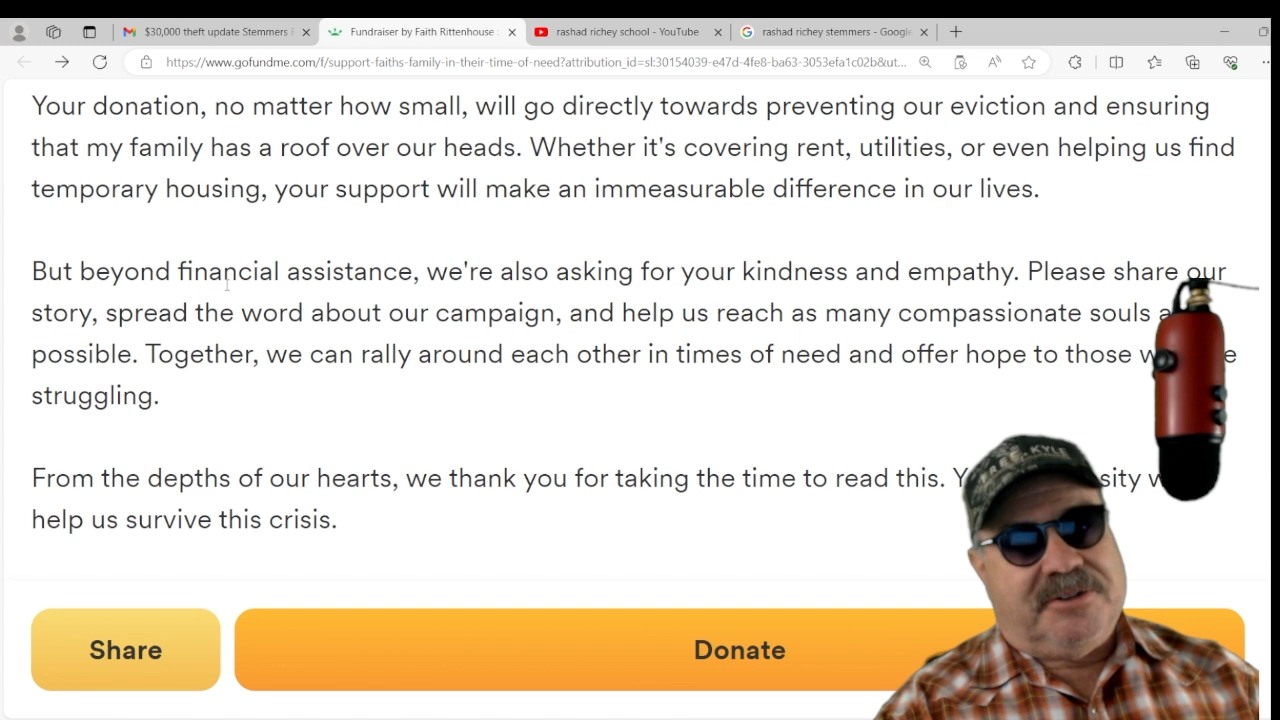 $30,000 theft update Stemmers
Fundraiser by Faith Rittenhouse :
rashad richey school - YouTube
rashad richey stemmers - Google
https://www.gofundme.com/f/support-faiths-family-in-their-time-of-need?attribution_id=sl:30154039-e47d-4fe8-ba63-3053efa1c02b&ut...
Your donation, no matter how small, will go directly towards preventing our eviction and ensuring
that my family has a roof over our heads. Whether it's covering rent, utilities, or even helping us find
temporary housing, your support will make an immeasurable difference in our lives.
But beyond financial assistance, we're also asking for your kindness and empathy. Please share our
story, spread the word about our campaign, and help us reach as many compassionate souls
possible. Together, we can rally around each other in times of need and offer hope to those
struggling.
From the depths of our hearts, we thank you for taking the time to read this.
help us survive this crisis.
Share
Donate
KYLE